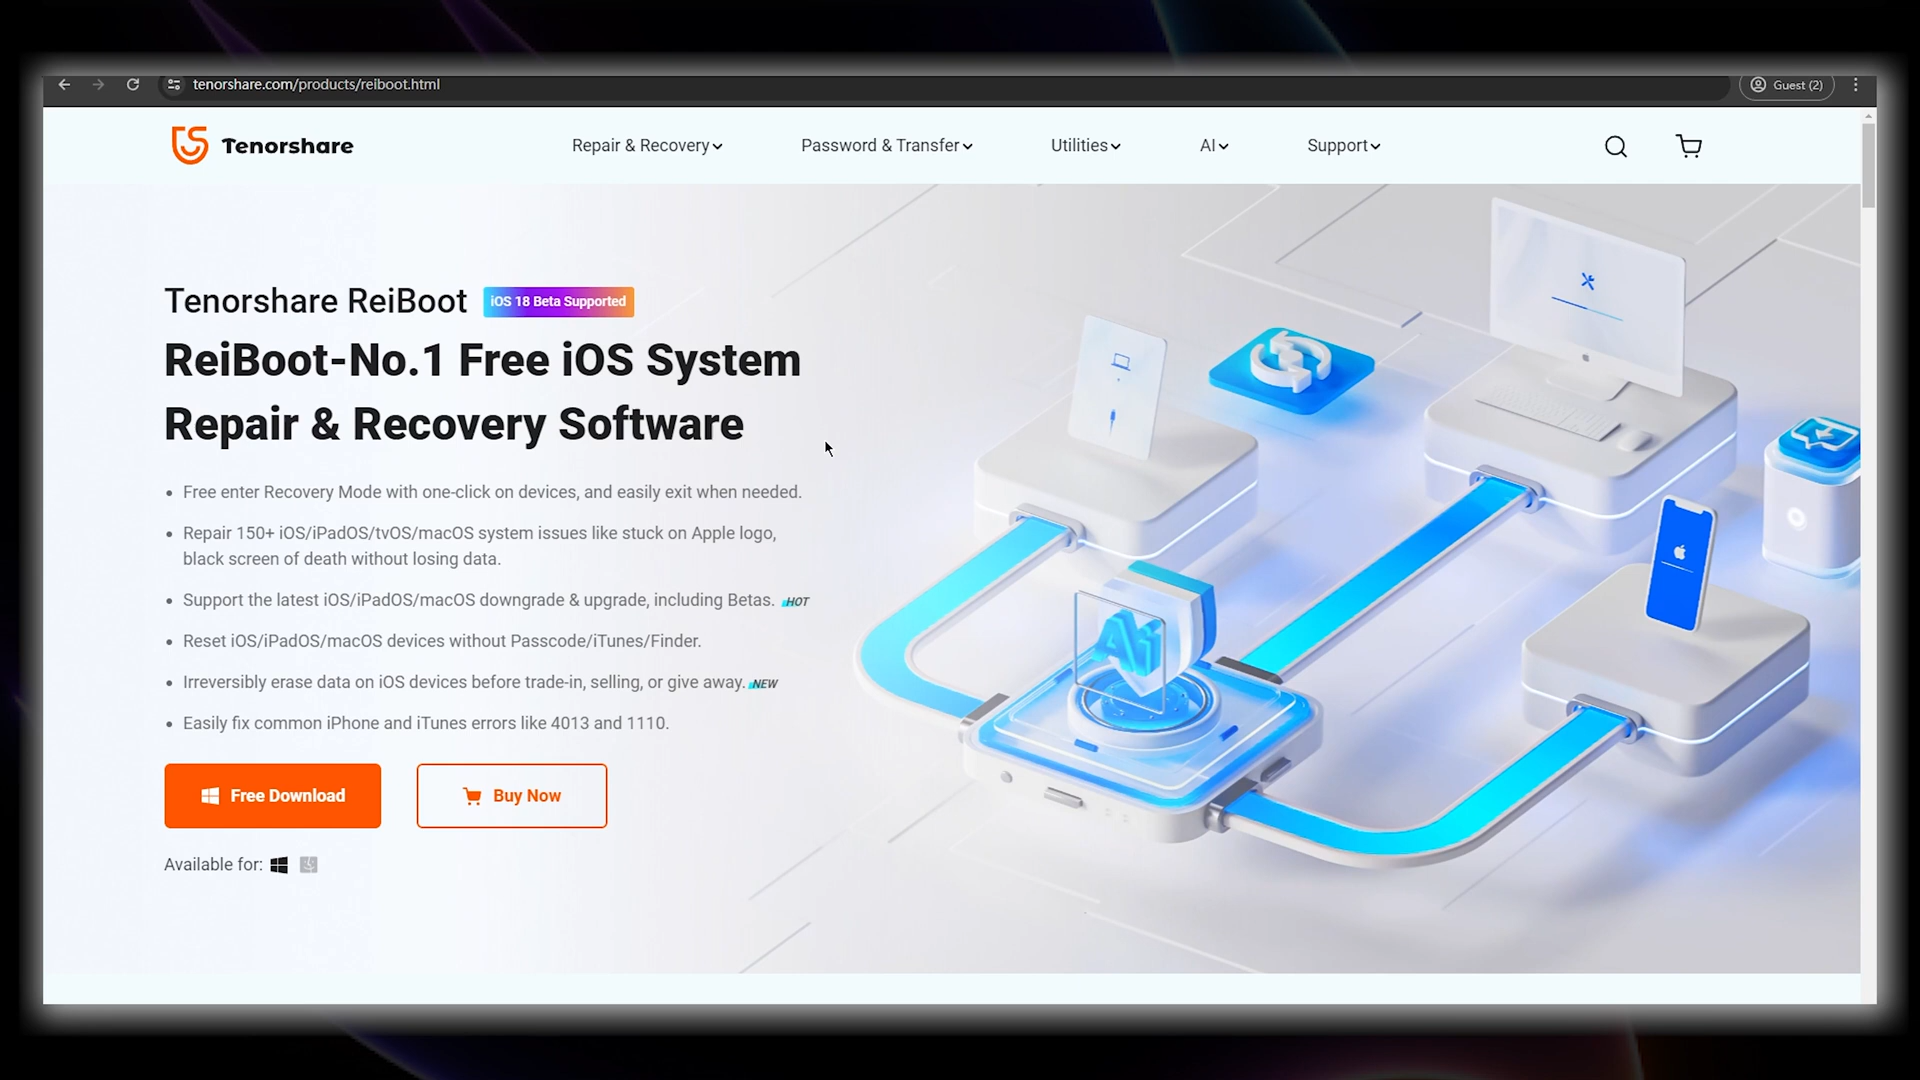 tenorshare.com/products/reiboot.html
Guest (2)
Tenorshare
Repair & Recovery
Password & Transfer
Utilities
AI
Support
Tenorshare ReiBoot
iOS 18 Beta Supported
ReiBoot-No.1 Free iOS System
Repair & Recovery Software
Free enter Recovery Mode with one-click on devices, and easily exit when needed.
Repair 150+ iOS/iPadOS/tvOS/macOS system issues like stuck on Apple logo,
black screen of death without losing data.
Support the latest iOS/iPadOS/macOS downgrade & upgrade, including Betas. HOT
Reset iOS/iPadOS/macOS devices without Passcode/iTunes/Finder.
Irreversibly erase data on iOS devices before trade-in, selling, or give away. NEW
Easily fix common iPhone and iTunes errors like 4013 and 1110.
Free Download
Buy Now
Available for:
Ai